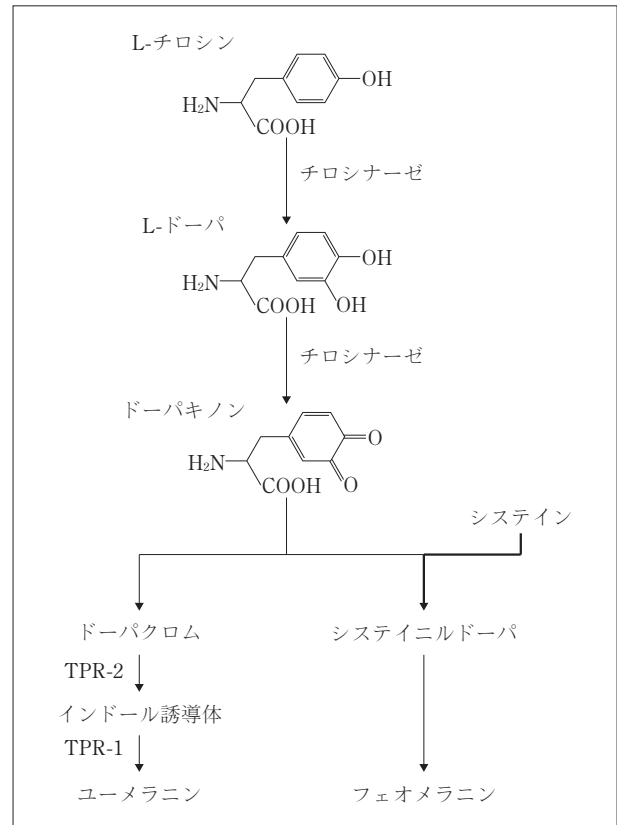 L-チロシン
OH
H₂N
COOH
チロシナーゼ
L-ドーパ
OH
H₂N
OH
COOH
チロシナーゼ
ドーパキノン
O
H₂N
O
COOH
システイン
ドーパクロム
システイニルドーパ
TPR-2
インドール誘導体
TPR-1
ユーメラニン
フェオメラニン